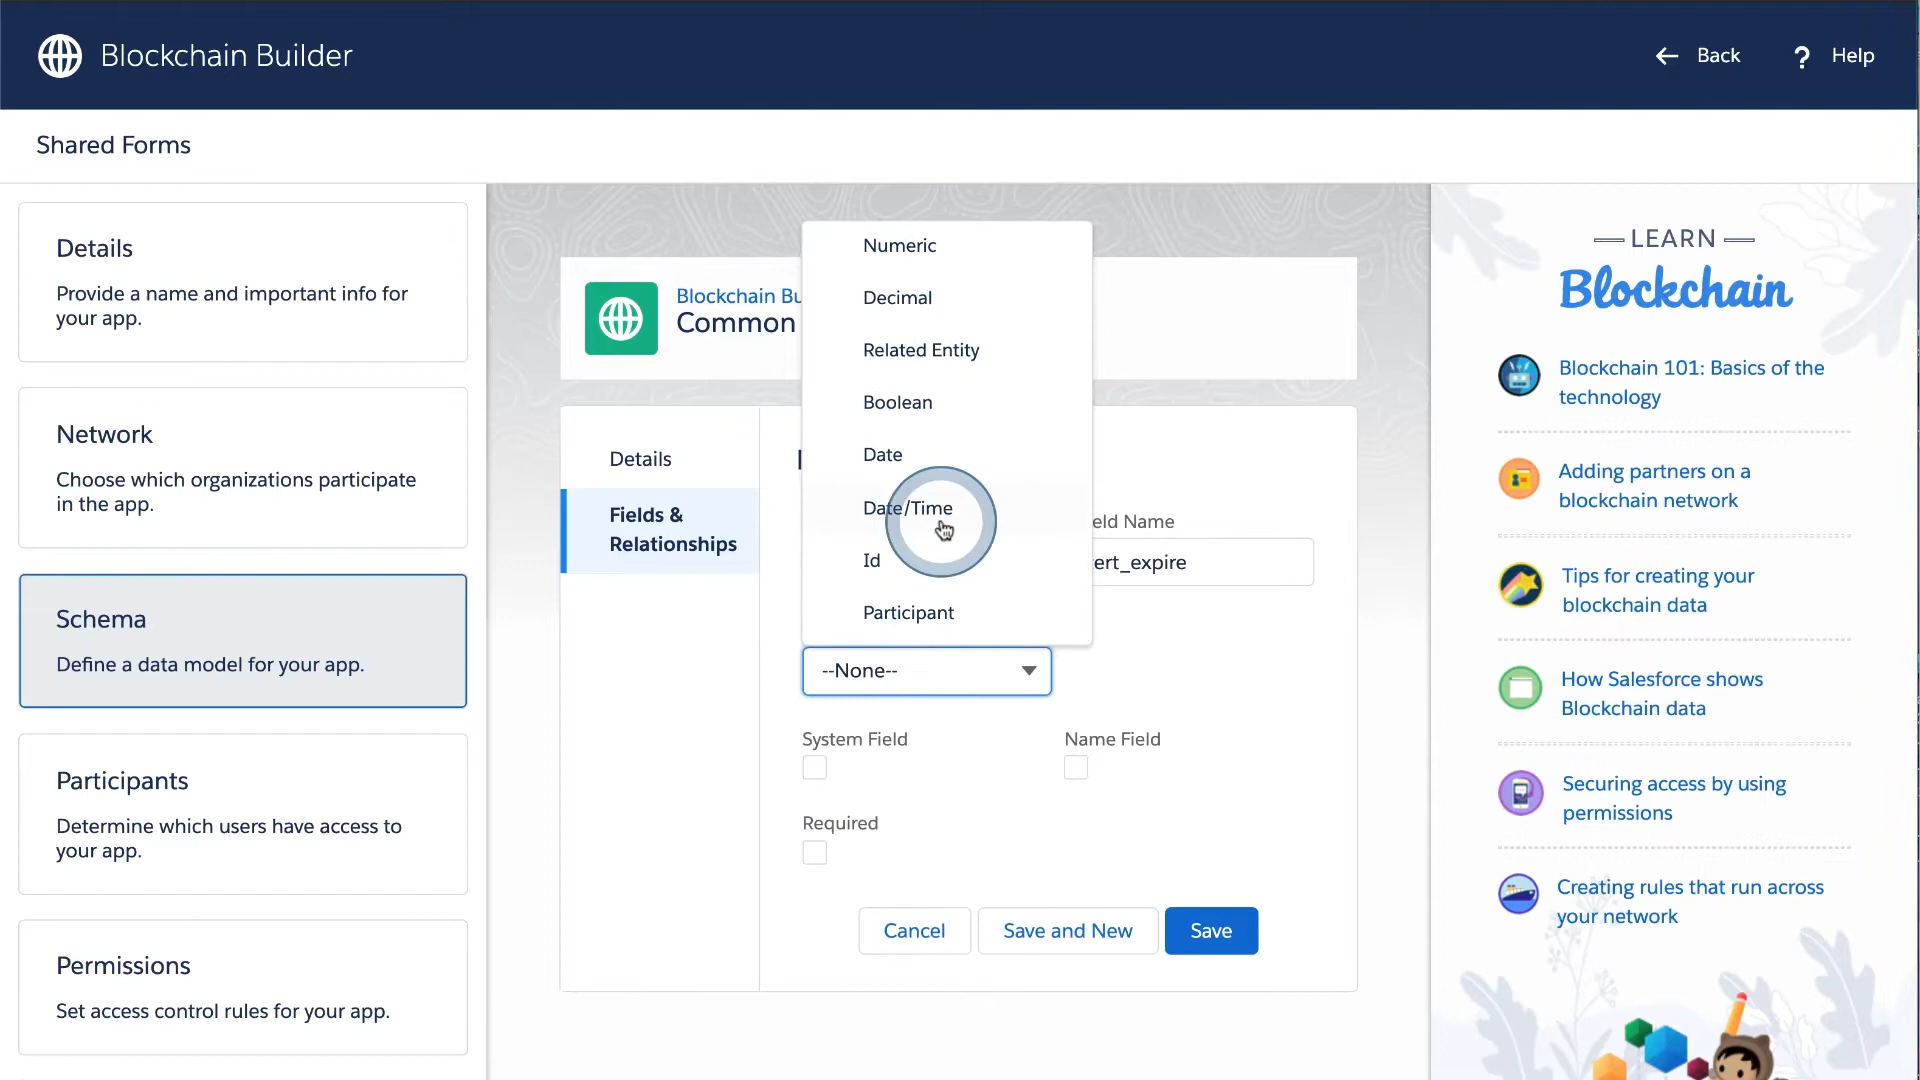 Blockchain Builder
Back
? Help
Shared Forms
Details
Provide a name and important info for
your app.
Network
Choose which organizations participate
in the app.
Schema
Define a data model for your app.
Participants
Determine which users have access to
your app.
Permissions
Set access control rules for your app.
Blockchain Bu
Common
Details
Fields &
Relationships
Numeric
Decimal
Related Entity
Boolean
Date
Date/Time
Id
Participant
--None--
eld Name
ert_expire
System Field
Name Field
Required
Cancel
Save and New
Save
LEARN
Blockchain
Blockchain 101: Basics of the
technology
Adding partners on a
blockchain network
Tips for creating your
blockchain data
How Salesforce shows
Blockchain data
Securing access by using
permissions
Creating rules that run across
your network